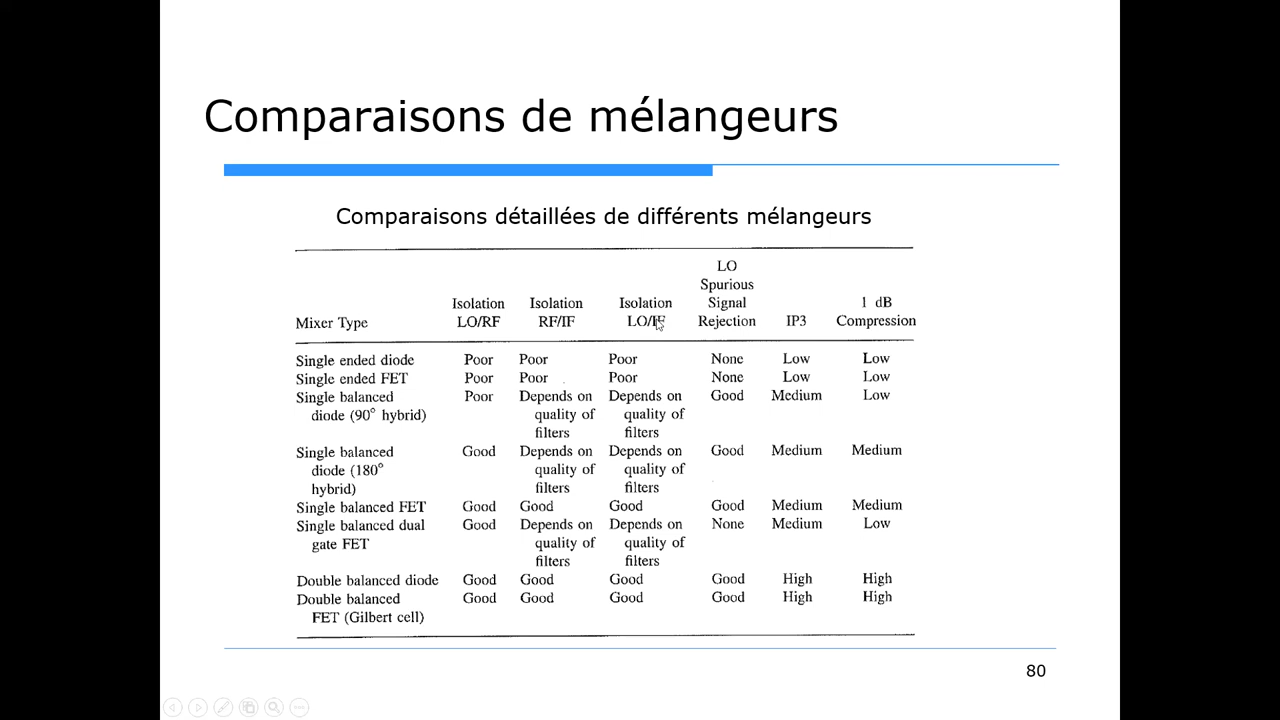 Comparaisons de mélangeurs
Comparaisons détaillées de différents mélangeurs
LO
Spurious
Isolation Isolation Isolation Signal 1 dB
Mixer Type LO/RF RF/IF LO/IF Rejection IP3 Compression
Single ended diode Poor Poor Poor None Low Low
Single ended FET Poor Poor Poor None Low Low
Single balanced Poor Depends on Depends on Good Medium Low
diode (90° hybrid) quality of quality of
filters filters
Single balanced Good Depends on Depends on Good Medium Medium
diode (180° quality of quality of
hybrid) filters filters
Single balanced FET Good Good Good Good Medium Medium
Single balanced dual Good Depends on Depends on None Medium Low
gate FET quality of quality of
filters filters
Double balanced diode Good Good Good Good High High
Double balanced Good Good Good Good High High
FET (Gilbert cell)
80